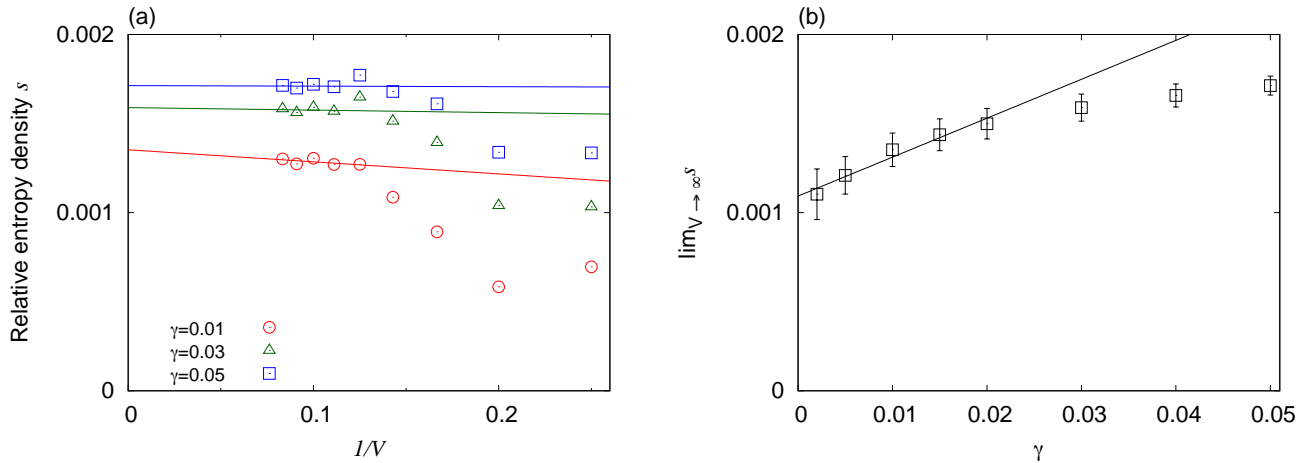 (a)
Relative entropy density s
0.002
0.001
0
0
0.1
0.2
1/V
γ=0.01
γ=0.03
γ=0.05
(b)
lim V → ∞ s
0.002
0.001
0
0
0.01
0.02
0.03
0.04
0.05
γ